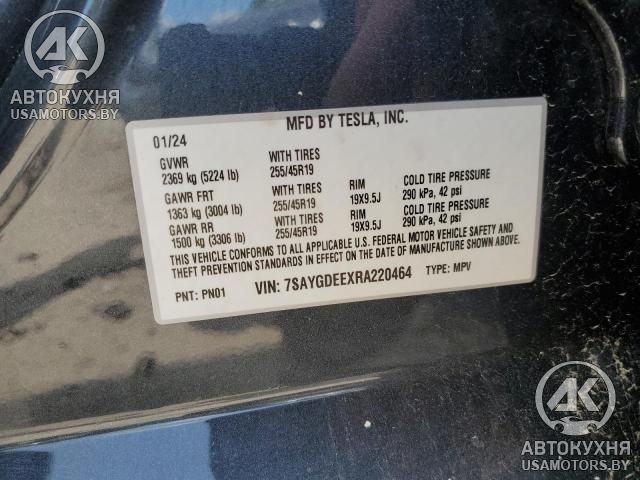 АК
АВТОКУХНЯ
USAMOTORS.BY
MFD BY TESLA, INC.
01/24
GVWR WITH TIRES
2369 kg (5224 lb) 255/45R19
GAWR FRT WITH TIRES RIM COLD TIRE PRESSURE
1363 kg (3004 lb) 255/45R19 19X9.5J 290 kPa, 42 psi
GAWR RR WITH TIRES RIM COLD TIRE PRESSURE
1500 kg (3306 lb) 255/45R19 19X9.5J 290 kPa, 42 psi
THIS VEHICLE CONFORMS TO ALL APPLICABLE U.S. FEDERAL MOTOR VEHICLE SAFETY AND
THEFT PREVENTION STANDARDS IN EFFECT ON THE DATE OF MANUFACTURE SHOWN ABOVE.
PNT: PN01 VIN: 7SAYGDEEXRA220464 TYPE: MPV
АК
АВТОКУХНЯ
USAMOTORS.BY